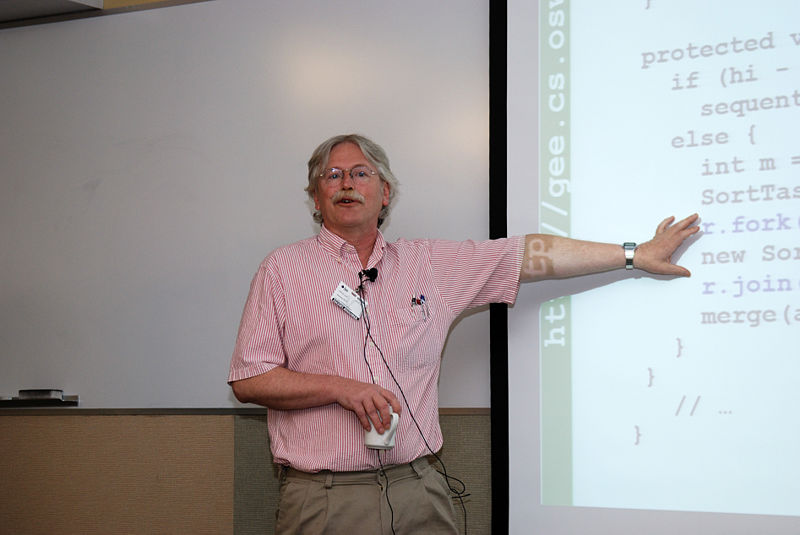 }
protected v
if (hi -
sequent
else {
int m =
SortTas
r.fork(
new Sor
r.join(
merge(a
}
}
// …
}
http://gee.cs.osw